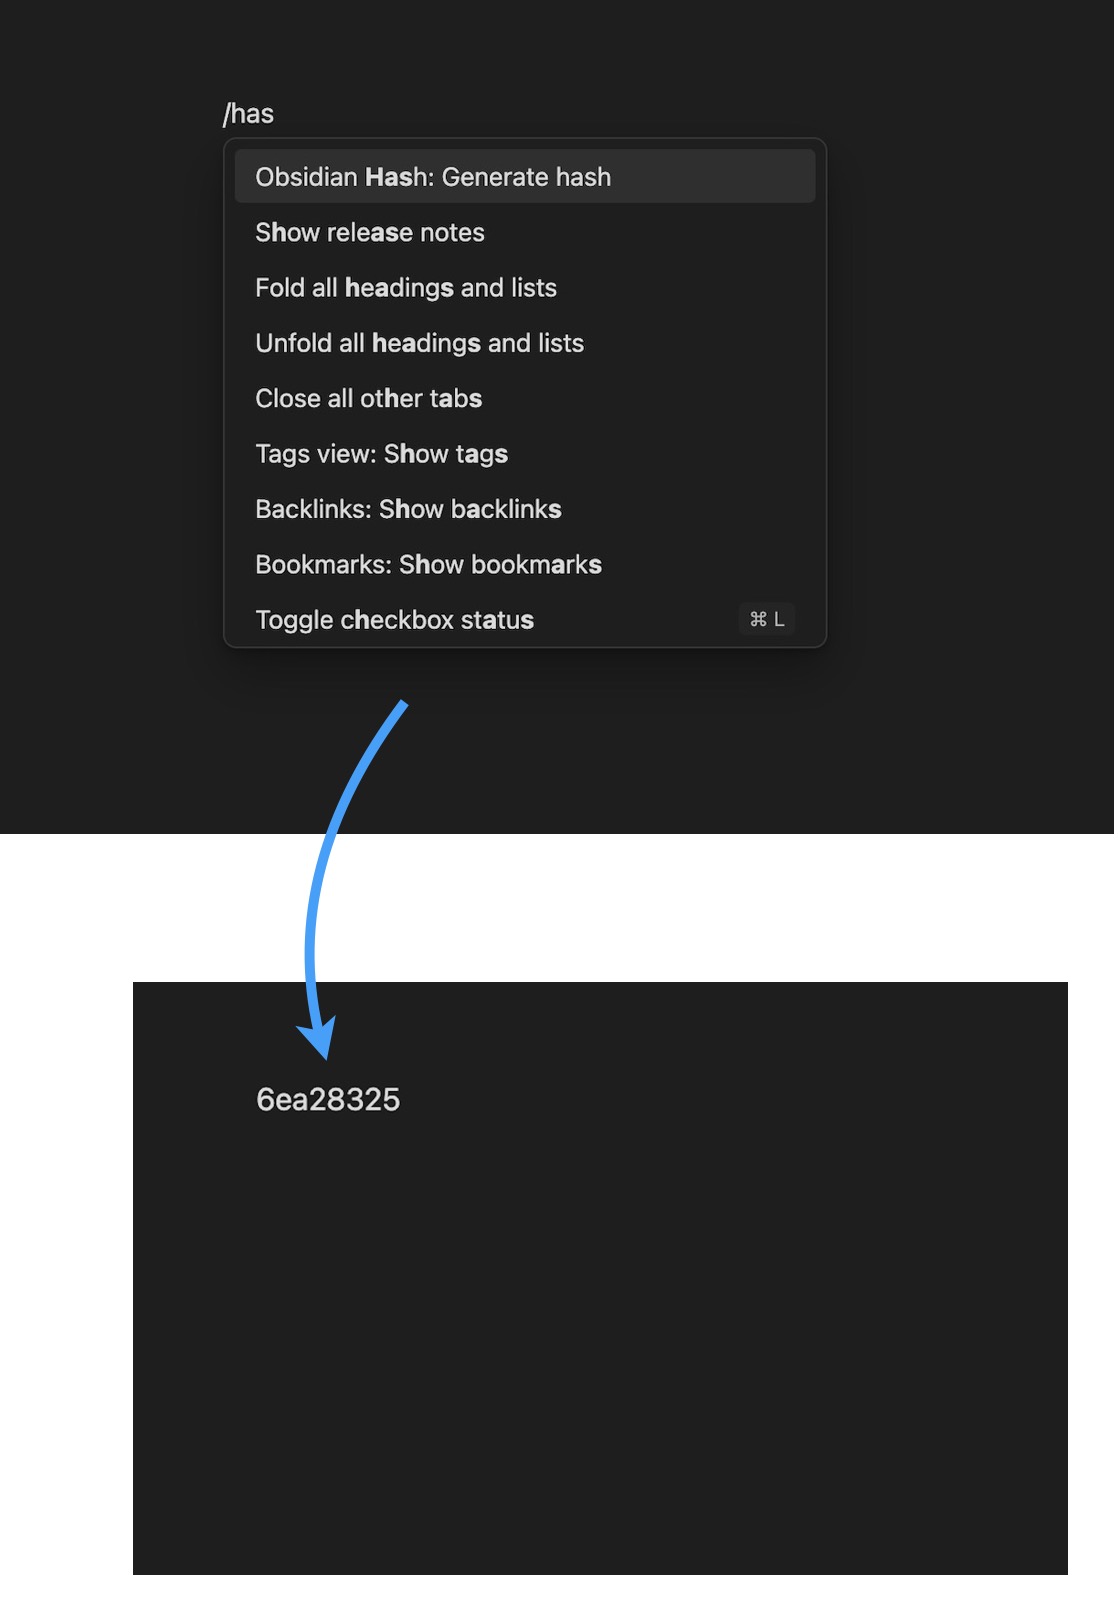 /has
Obsidian Hash: Generate hash
Show release notes
Fold all headings and lists
Unfold all headings and lists
Close all other tabs
Tags view: Show tags
Backlinks: Show backlinks
Bookmarks: Show bookmarks
Toggle checkbox status ⌘ L
6ea28325